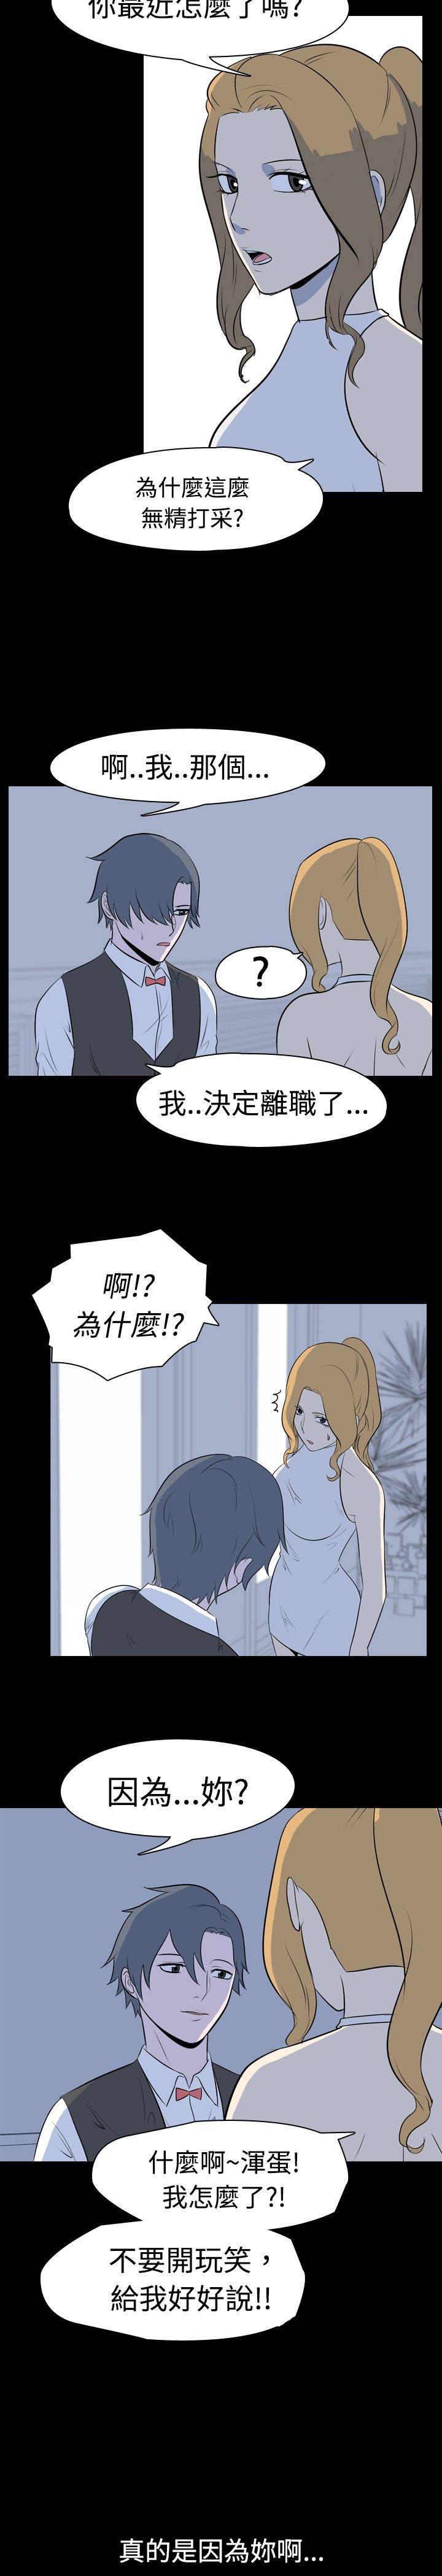 你最近怎麼了嗎?
為什麼這麼
無精打采?
啊..我..那個...
?
我..決定離職了...
啊!?
為什麼!?
因為...妳?
什麼啊~渾蛋!
我怎麼了?!
不要開玩笑，
給我好好說!!
真的是因為妳啊...